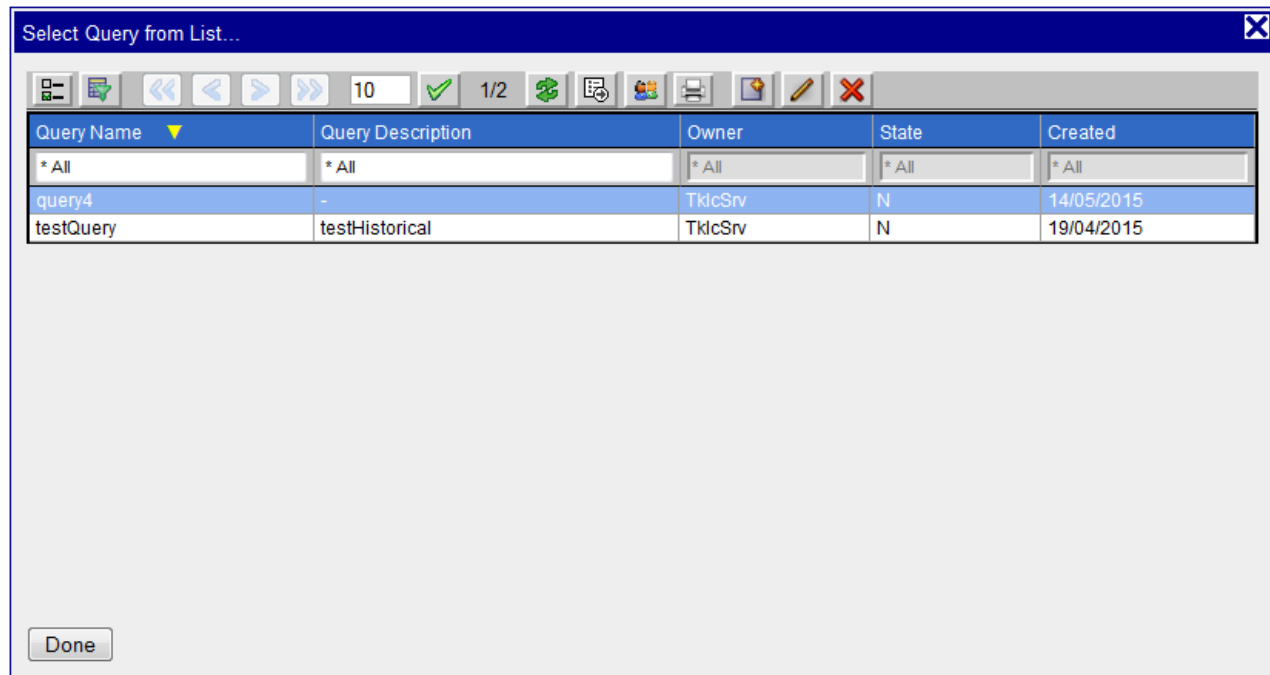 Select Query from List...
10 1/2
Query Name Query Description Owner State Created
* All * All * All * All * All
query4 - TklcSrv N 14/05/2015
testQuery testHistorical TklcSrv N 19/04/2015
Done